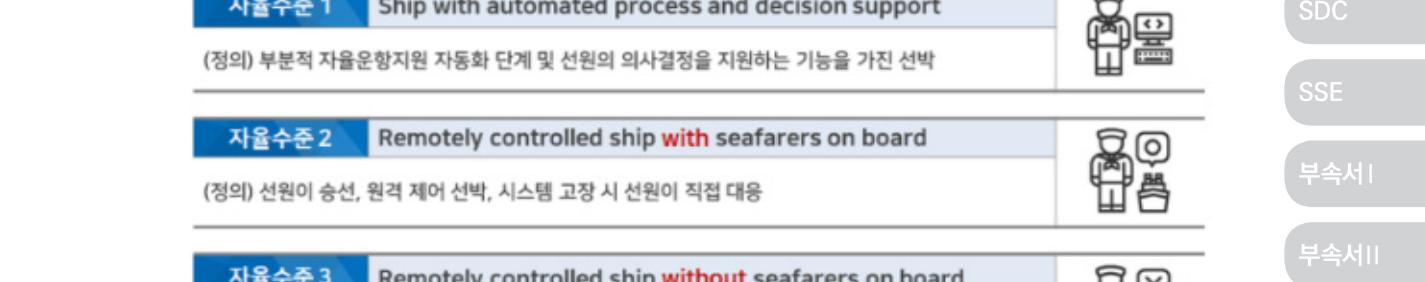 자율수준 1 Ship with automated process and decision support
(정의) 부분적 자율운항지원 자동화 단계 및 선원의 의사결정을 지원하는 기능을 가진 선박
자율수준 2 Remotely controlled ship with seafarers on board
(정의) 선원이 승선, 원격 제어 선박, 시스템 고장 시 선원이 직접 대응
자율수준 3 Remotely controlled ship without seafarers on board
SDC
SSE
부속서I
부속서II